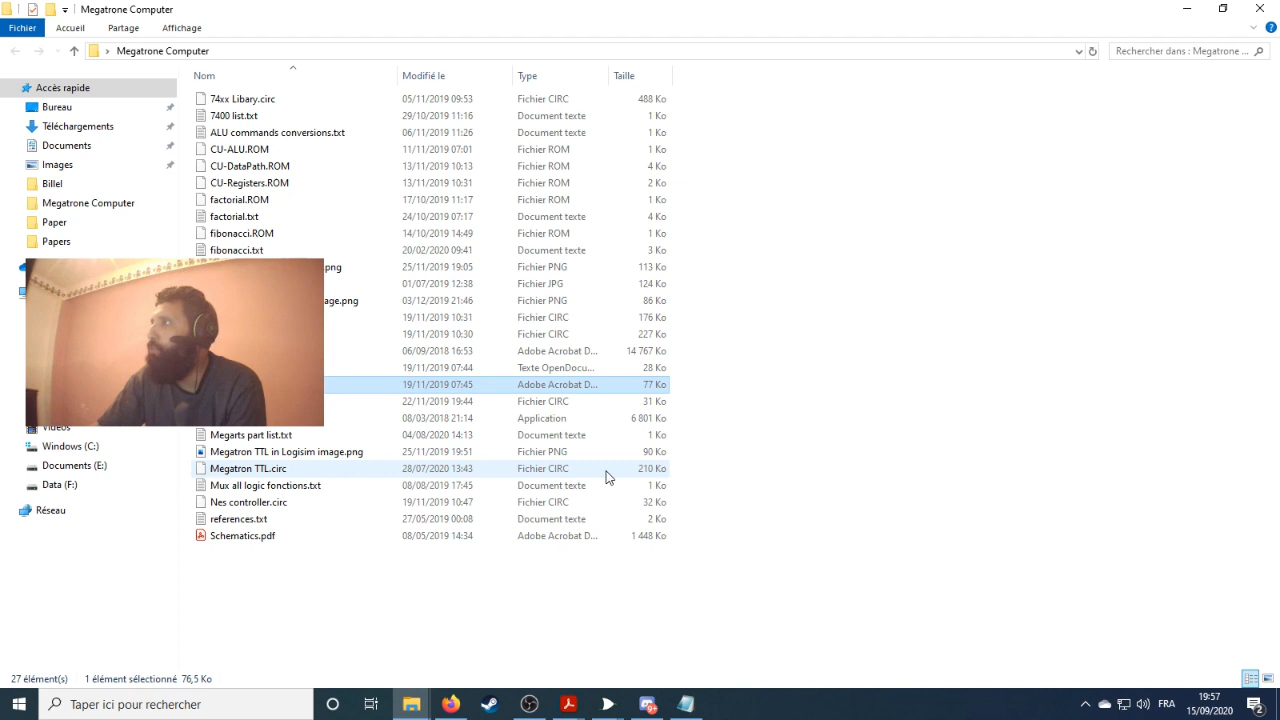 Megatrone Computer
Fichier Accueil Partage Affichage
Megatrone Computer Rechercher dans : Megatrone ...
Nom Modifié le Type Taille
Accès rapide
Bureau
Téléchargements
Documents
Images
Billel
Megatrone Computer
Paper
Papers
Vidéos
Windows (C:)
Documents (E:)
Data (F:)
Réseau
74xx Libary.circ 05/11/2019 09:53 Fichier CIRC 488 Ko
7400 list.txt 29/10/2019 11:16 Document texte 1 Ko
ALU commands conversions.txt 06/11/2019 11:26 Document texte 1 Ko
CU-ALU.ROM 11/11/2019 07:01 Fichier ROM 1 Ko
CU-DataPath.ROM 13/11/2019 10:13 Fichier ROM 4 Ko
CU-Registers.ROM 13/11/2019 10:31 Fichier ROM 2 Ko
factorial.ROM 17/10/2019 11:17 Fichier ROM 1 Ko
factorial.txt 24/10/2019 07:17 Document texte 4 Ko
fibonacci.ROM 14/10/2019 14:49 Fichier ROM 1 Ko
fibonacci.txt 20/02/2020 09:41 Document texte 3 Ko
png 25/11/2019 19:05 Fichier PNG 113 Ko
01/07/2019 12:38 Fichier JPG 124 Ko
age.png 03/12/2019 21:46 Fichier PNG 86 Ko
19/11/2019 10:31 Fichier CIRC 176 Ko
19/11/2019 10:30 Fichier CIRC 227 Ko
06/09/2018 16:53 Adobe Acrobat D... 14 767 Ko
19/11/2019 07:44 Texte OpenDocu... 28 Ko
19/11/2019 07:45 Adobe Acrobat D... 77 Ko
22/11/2019 19:44 Fichier CIRC 31 Ko
08/03/2018 21:14 Application 6 801 Ko
Megarts part list.txt 04/08/2020 14:13 Document texte 1 Ko
Megatron TTL in Logisim image.png 25/11/2019 19:51 Fichier PNG 90 Ko
Megatron TTL.circ 28/07/2020 13:43 Fichier CIRC 210 Ko
Mux all logic fonctions.txt 08/08/2019 17:45 Document texte 1 Ko
Nes controller.circ 19/11/2019 10:47 Fichier CIRC 32 Ko
references.txt 27/05/2019 00:08 Document texte 2 Ko
Schematics.pdf 08/05/2019 14:34 Adobe Acrobat D... 1 448 Ko
27 élément(s) 1 élément sélectionné 76,5 Ko
Taper ici pour rechercher FRA 19:57
15/09/2020